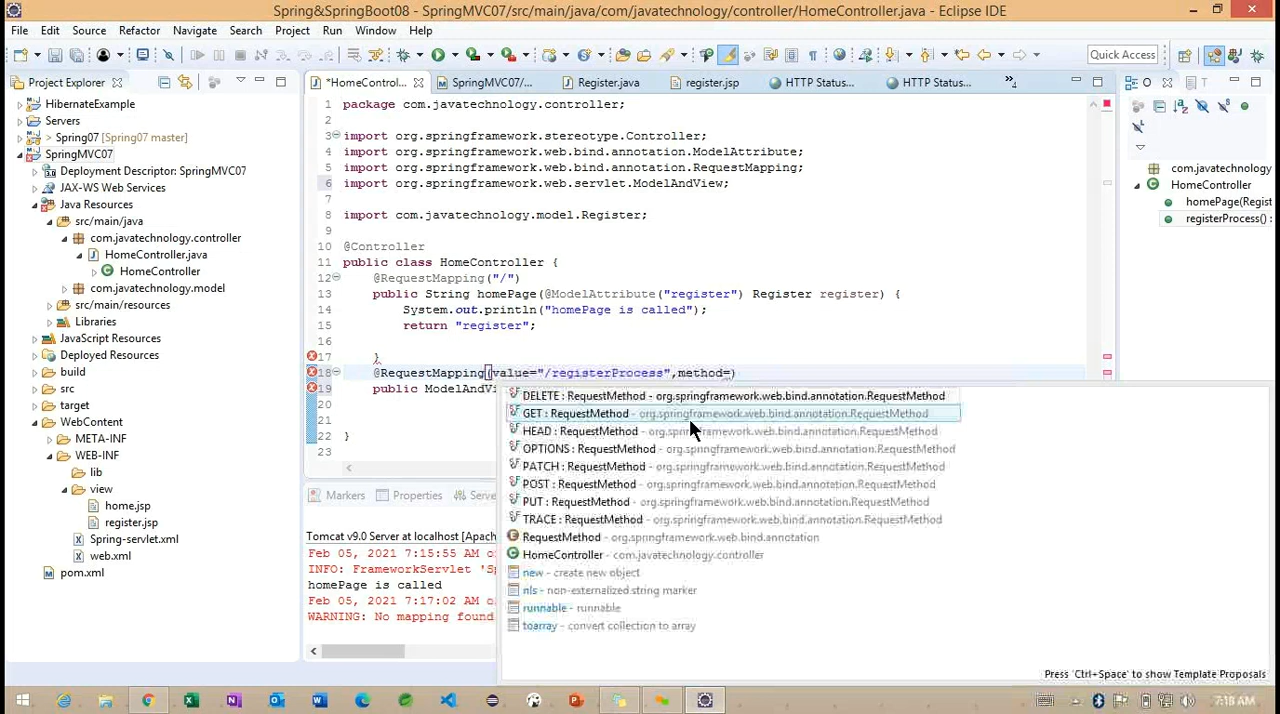 Spring&SpringBoot08 - SpringMVC07/src/main/java/com/javatechnology/controller/HomeController.java - Eclipse IDE
File Edit Source Refactor Navigate Search Project Run Window Help
Quick Access
Project Explorer
*HomeControl... SpringMVC07/... Register.java register.jsp HTTP Status... HTTP Status... »4
O T
HibernateExample
Servers
> Spring07 [Spring07 master]
SpringMVC07
Deployment Descriptor: SpringMVC07
JAX-WS Web Services
Java Resources
src/main/java
com.javatechnology.controller
HomeController.java
HomeController
com.javatechnology.model
src/main/resources
Libraries
JavaScript Resources
Deployed Resources
build
src
target
WebContent
META-INF
WEB-INF
lib
view
home.jsp
register.jsp
Spring-servlet.xml
web.xml
pom.xml
1 package com.javatechnology.controller;
2
3 import org.springframework.stereotype.Controller;
4 import org.springframework.web.bind.annotation.ModelAttribute;
5 import org.springframework.web.bind.annotation.RequestMapping;
6 import org.springframework.web.servlet.ModelAndView;
7
8 import com.javatechnology.model.Register;
9
10 @Controller
11 public class HomeController {
12 @RequestMapping("/")
13 public String homePage(@ModelAttribute("register") Register register) {
14 System.out.println("homePage is called");
15 return "register";
16
17 }
18 @RequestMapping(value="/registerProcess",method=)
19 public ModelAndVi
20
21
22 }
23
DELETE : RequestMethod - org.springframework.web.bind.annotation.RequestMethod
GET : RequestMethod - org.springframework.web.bind.annotation.RequestMethod
HEAD : RequestMethod - org.springframework.web.bind.annotation.RequestMethod
OPTIONS : RequestMethod - org.springframework.web.bind.annotation.RequestMethod
PATCH : RequestMethod - org.springframework.web.bind.annotation.RequestMethod
POST : RequestMethod - org.springframework.web.bind.annotation.RequestMethod
PUT : RequestMethod - org.springframework.web.bind.annotation.RequestMethod
TRACE : RequestMethod - org.springframework.web.bind.annotation.RequestMethod
RequestMethod - org.springframework.web.bind.annotation
HomeController - com.javatechnology.controller
new - create new object
nls - non-externalized string marker
runnable - runnable
toarray - convert collection to array
Press 'Ctrl+Space' to show Template Proposals
com.javatechnology
HomeController
homePage(Regist
registerProcess() :
Markers Properties Serve
Tomcat v9.0 Server at localhost [Apach
Feb 05, 2021 7:15:55 AM o
INFO: FrameworkServlet 'Sp
homePage is called
Feb 05, 2021 7:17:02 AM o
WARNING: No mapping found
7:18 AM